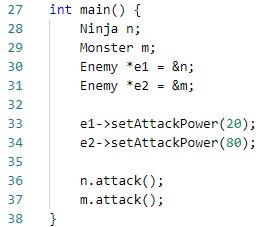 27 int main() {
28     Ninja n;
29     Monster m;
30     Enemy *e1 = &n;
31     Enemy *e2 = &m;
32
33     e1->setAttackPower(20);
34     e2->setAttackPower(80);
35
36     n.attack();
37     m.attack();
38 }